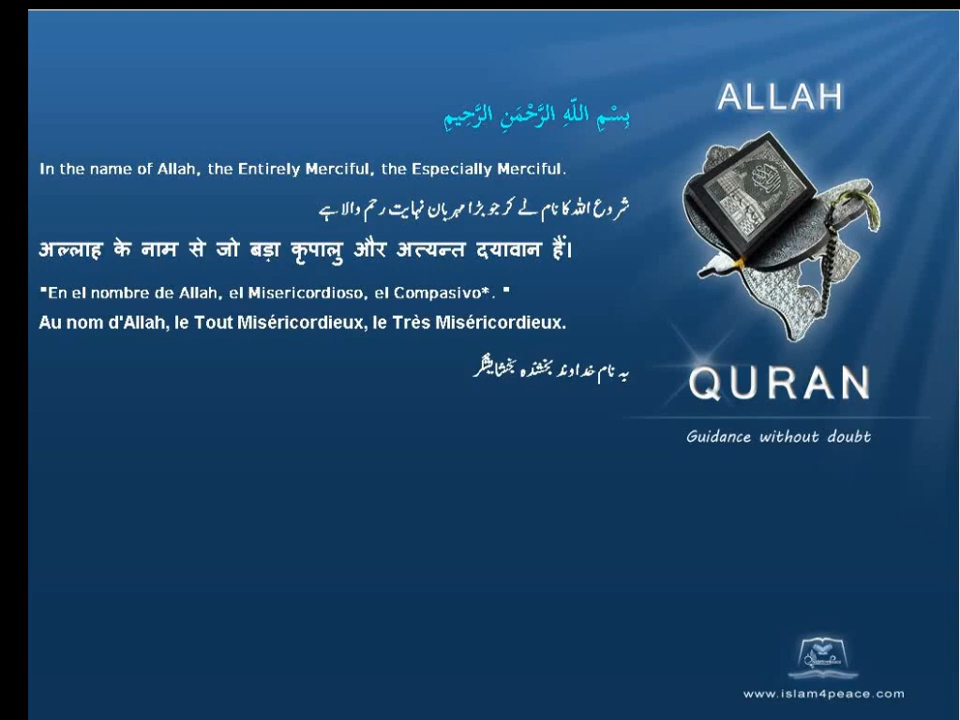 بِسْمِ اللّهِ الرَّحْمَنِ الرَّحِيمِ
In the name of Allah, the Entirely Merciful, the Especially Merciful.
شروع اللہ کا نام لے کر جو بڑا مہربان نہایت رحم والا ہے
अल्लाह के नाम से जो बड़ा कृपालु और अत्यन्त दयावान हैं।
"En el nombre de Allah, el Misericordioso, el Compasivo*. "
Au nom d'Allah, le Tout Miséricordieux, le Très Miséricordieux.
به نام خداوند بخشنده بخشایشگر
ALLAH
QURAN
Guidance without doubt
www.islam4peace.com